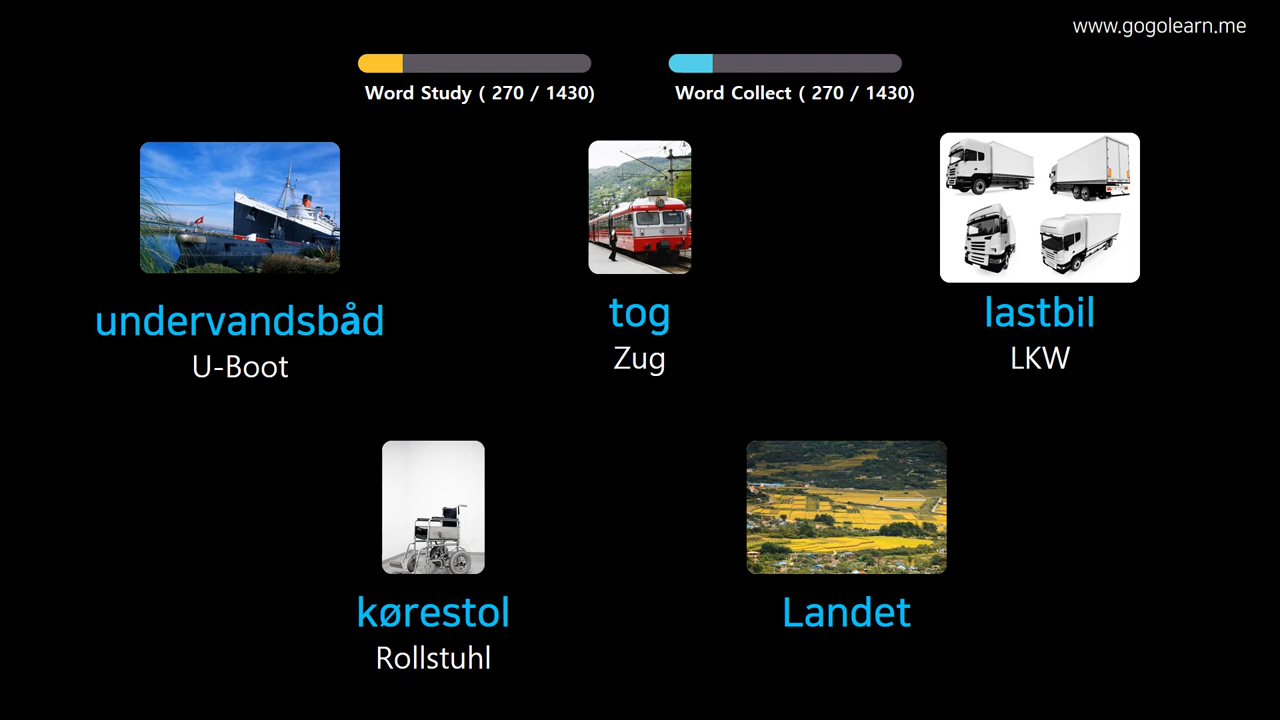 www.gogolearn.me
Word Study ( 270 / 1430)
Word Collect ( 270 / 1430)
undervandsbåd
U-Boot
tog
Zug
lastbil
LKW
kørestol
Rollstuhl
Landet